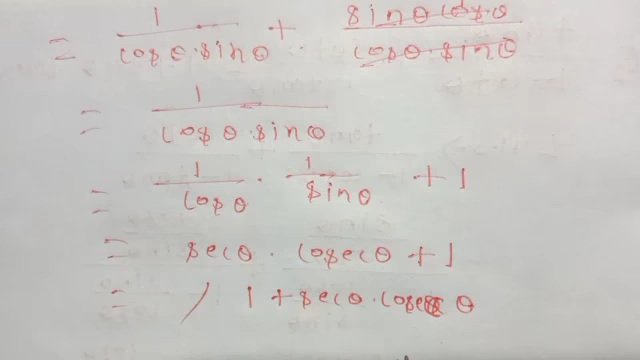 = 1/(cosθ·sinθ) + (sinθ cosθ)/(cosθ·sinθ)
= 1/(cosθ·sinθ)
= 1/cosθ · 1/sinθ + 1
= secθ · cosecθ + 1
= / 1 + secθ·cosecθ